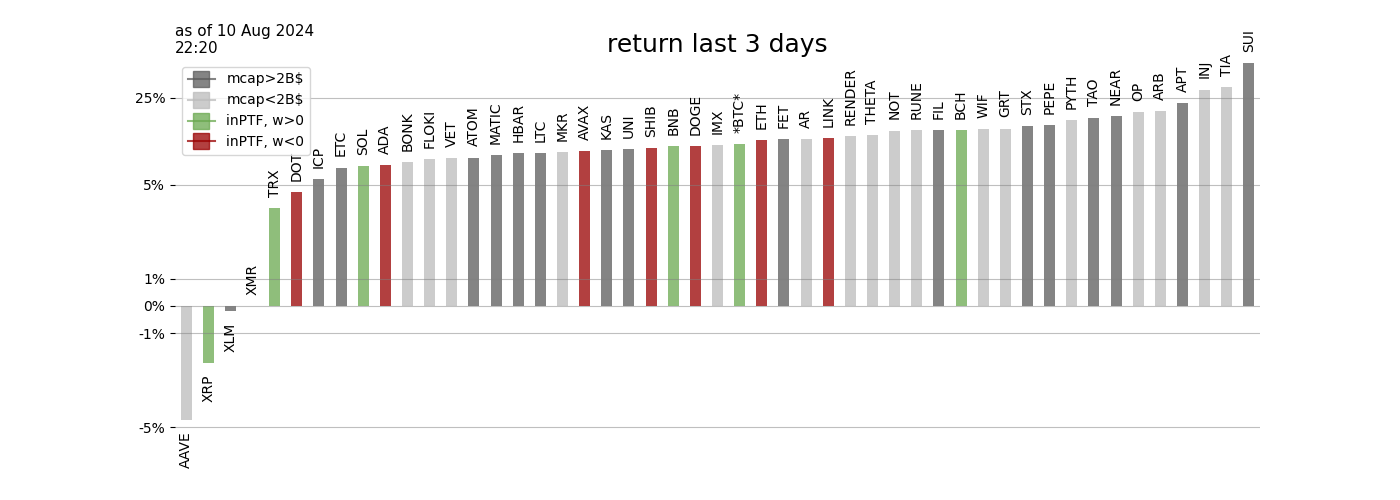 as of 10 Aug 2024
22:20
return last 3 days
mcap>2B$
mcap<2B$
inPTF, w>0
inPTF, w<0
25%
5%
1%
0%
-1%
-5%
AAVE
XRP
XLM
XMR
TRX
DOT
ICP
ETC
SOL
ADA
BONK
FLOKI
VET
ATOM
MATIC
HBAR
LTC
MKR
AVAX
KAS
UNI
SHIB
BNB
DOGE
IMX
*BTC*
ETH
FET
AR
LINK
RENDER
THETA
NOT
RUNE
FIL
BCH
WIF
GRT
STX
PEPE
PYTH
TAO
NEAR
OP
ARB
APT
INJ
TIA
SUI